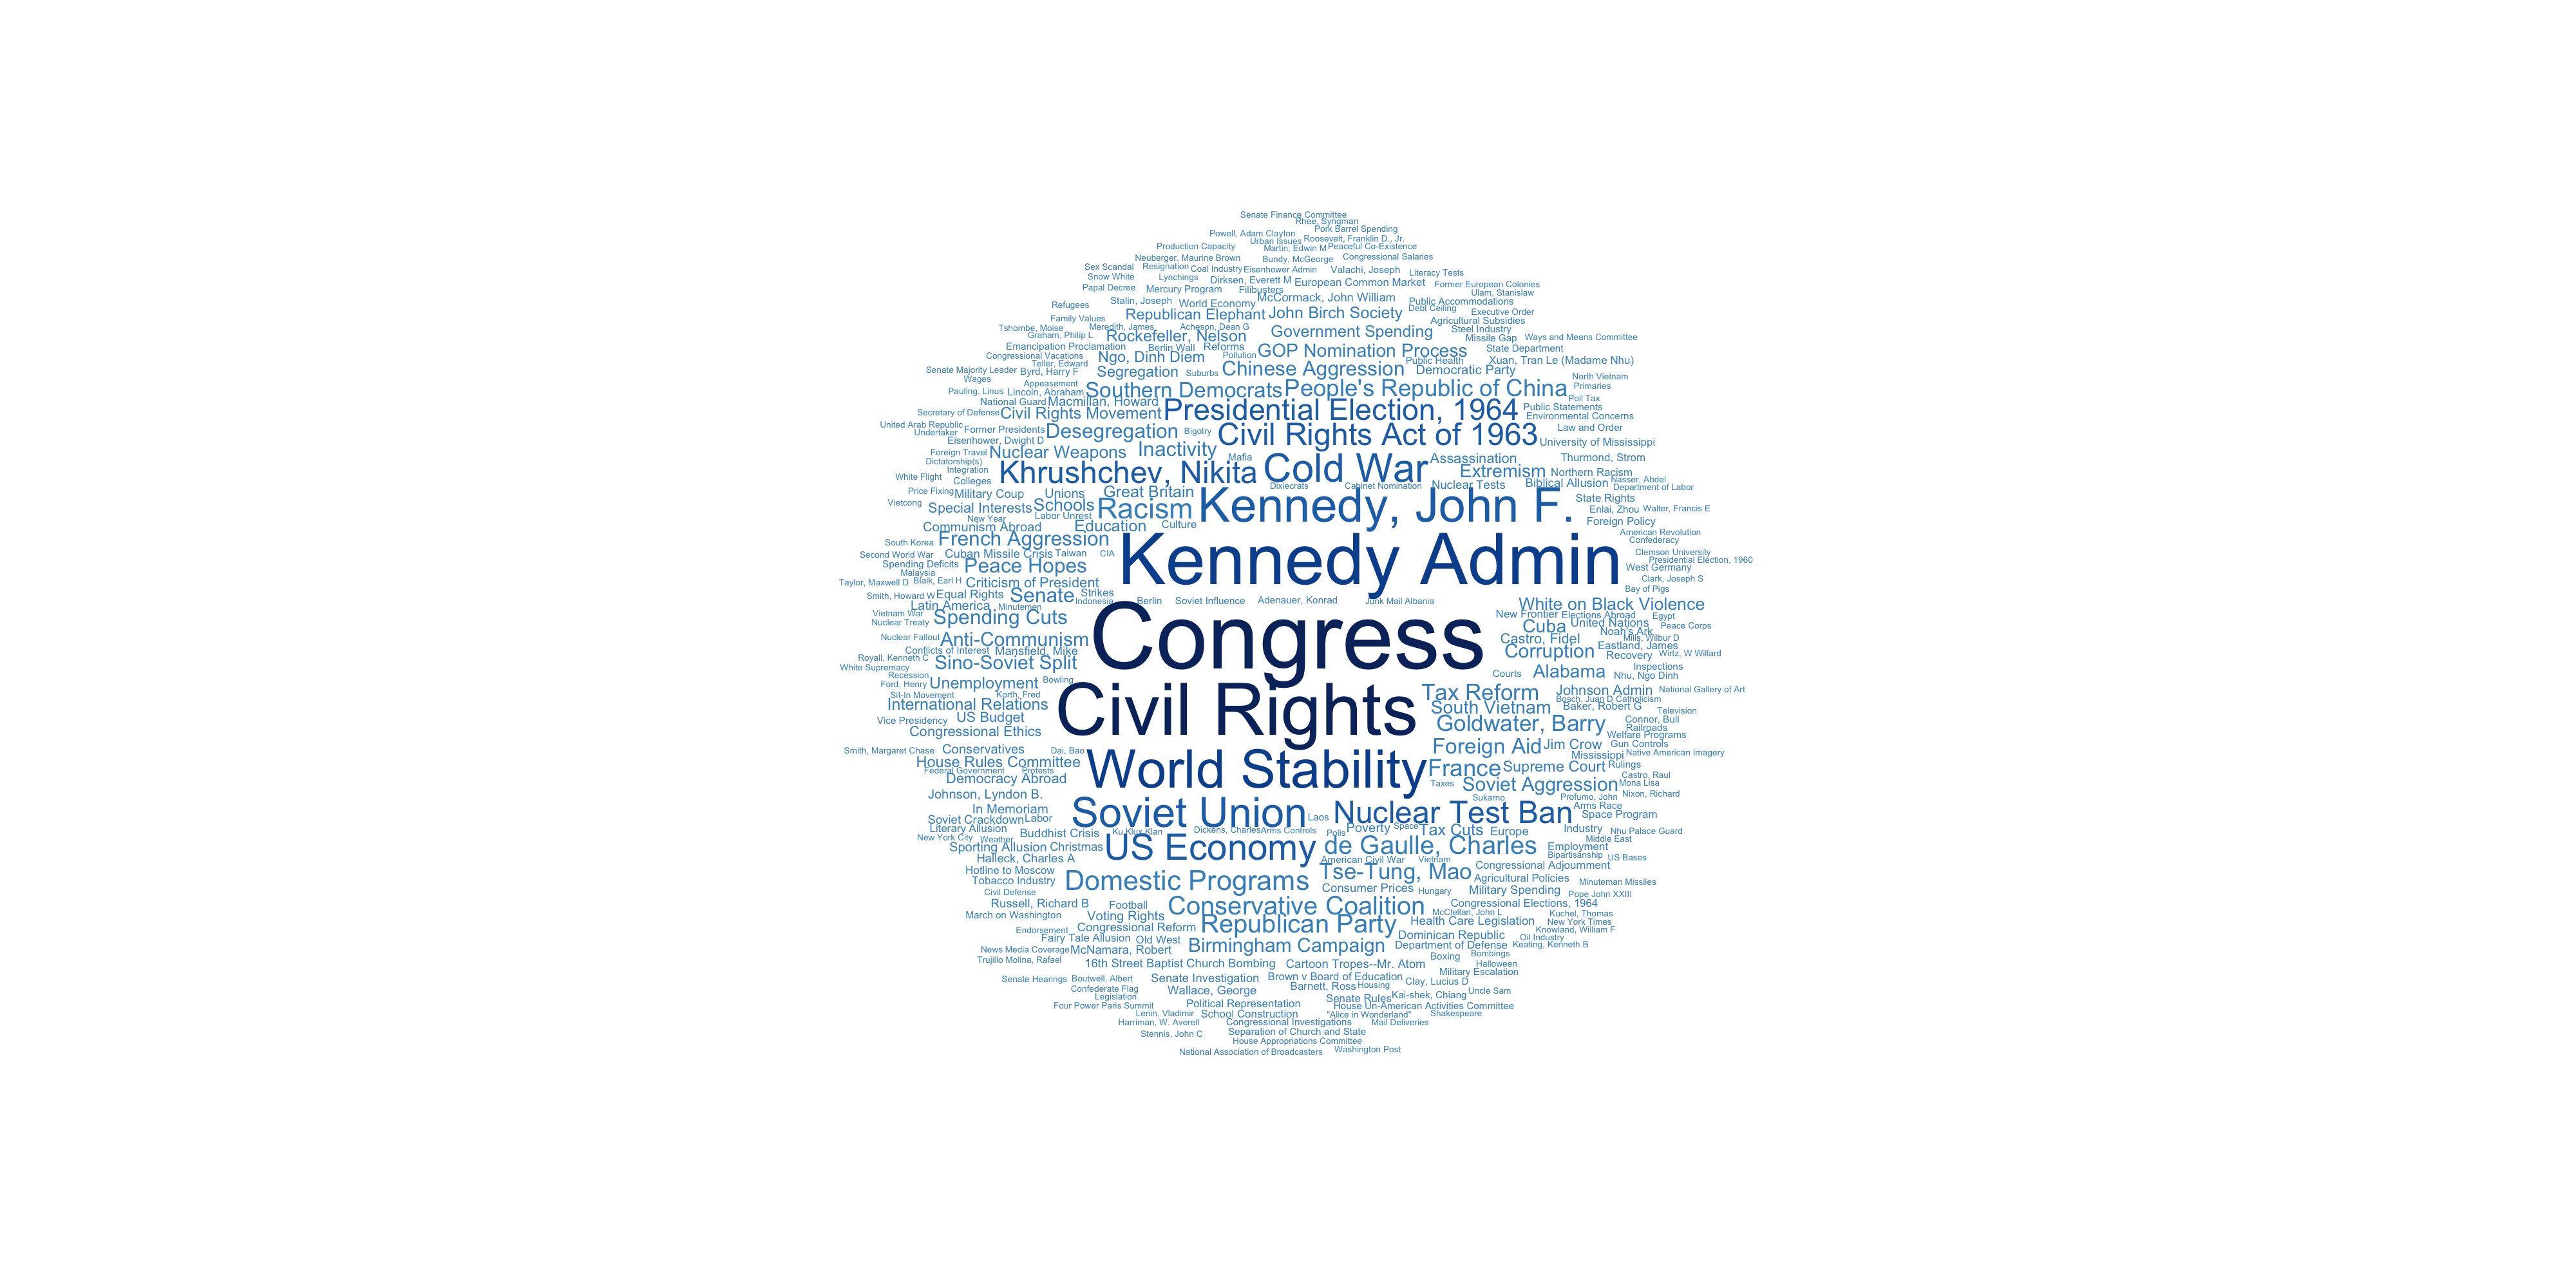 Senate Finance Committee
Rhee, Syngman
Pork Barrel Spending
Powell, Adam Clayton
Urban Issues Roosevelt, Franklin D., Jr.
Production Capacity Martin, Edwin M Peaceful Co-Existence
Neuberger, Maurine Brown Bundy, McGeorge Congressional Salaries
Sex Scandal Resignation Coal Industry Eisenhower Admin Valachi, Joseph Literacy Tests
Snow White Lynchings Dirksen, Everett M European Common Market Former European Colonies
Papal Decree Mercury Program Filibusters Ulam, Stanislaw
Refugees Stalin, Joseph World Economy McCormack, John William Public Accommodations
Family Values Republican Elephant John Birch Society Debt Ceiling Executive Order
Tshombe, Moise Meredith, James Acheson, Dean G Agricultural Subsidies
Graham, Philip L Rockefeller, Nelson Government Spending Steel Industry
Missile Gap Ways and Means Committee
Emancipation Proclamation Berlin Wall Reforms GOP Nomination Process State Department
Congressional Vacations Ngo, Dinh Diem Pollution Public Health Xuan, Tran Le (Madame Nhu)
Teller, Edward
Senate Majority Leader Byrd, Harry F Segregation Suburbs Chinese Aggression Democratic Party
Wages Appeasement North Vietnam
Pauling, Linus Lincoln, Abraham Southern Democrats People's Republic of China Primaries
National Guard Macmillan, Howard Poll Tax
Secretary of Defense Civil Rights Movement Presidential Election, 1964 Public Statements
Environmental Concerns
United Arab Republic Former Presidents Desegregation Bigotry Civil Rights Act of 1963 Law and Order
Undertaker
Eisenhower, Dwight D University of Mississippi
Foreign Travel Nuclear Weapons Inactivity Mafia Assassination Thurmond, Strom
Dictatorship(s)
Integration Khrushchev, Nikita Cold War Extremism Northern Racism
White Flight Colleges Dixiecrats Cabinet Nomination Nuclear Tests Biblical Allusion Nasser, Abdel
Department of Labor
Price Fixing Military Coup Unions Great Britain State Rights
Vietcong Special Interests Schools Racism Kennedy, John F. Enlai, Zhou Walter, Francis E
New Year Labor Unrest
Communism Abroad Education Culture Foreign Policy
American Revolution
South Korea French Aggression Confederacy
Second World War Cuban Missile Crisis Taiwan CIA Kennedy Admin Clemson University
Spending Deficits Peace Hopes Presidential Election, 1960
Malaysia West Germany
Taylor, Maxwell D Blaik, Earl H Criticism of President Clark, Joseph S
Smith, Howard W Equal Rights Senate Strikes Bay of Pigs
Indonesia Berlin Soviet Influence Adenauer, Konrad Junk Mail Albania
Latin America Minutemen White on Black Violence
Vietnam War Spending Cuts New Frontier Elections Abroad Egypt
Nuclear Treaty Cuba United Nations Peace Corps
Nuclear Fallout Anti-Communism Congress Castro, Fidel Noah's Ark
Mills, Wilbur D
Conflicts of Interest Mansfield, Mike Corruption Eastland, James
Royall, Kenneth C Sino-Soviet Split Recovery Wirtz, W Willard
White Supremacy Inspections
Recession Courts Alabama Nhu, Ngo Dinh
Ford, Henry Unemployment Bowling
Sit-In Movement Korth, Fred Civil Rights Tax Reform Johnson Admin National Gallery of Art
International Relations Bosch, Juan D Catholicism
South Vietnam Baker, Robert G Television
Vice Presidency US Budget Goldwater, Barry Connor, Bull
Railroads
Congressional Ethics Welfare Programs
Smith, Margaret Chase Conservatives Dai, Bao Foreign Aid Jim Crow Gun Controls
Mississippi Native American Imagery
House Rules Committee World Stability France Supreme Court Rulings
Federal Government Protests
Democracy Abroad Taxes Soviet Aggression Castro, Raul
Mona Lisa
Johnson, Lyndon B. Sukarno Profumo, John Nixon, Richard
In Memoriam Soviet Union Nuclear Test Ban Arms Race
Soviet Crackdown Labor Laos Space Program
Literary Allusion Buddhist Crisis Ku Klux Klan Dickens, Charles Arms Controls Polls Poverty Space Tax Cuts Europe Industry Nhu Palace Guard
New York City Weather Middle East
Sporting Allusion Christmas US Economy de Gaulle, Charles Employment
Halleck, Charles A American Civil War Vietnam Bipartisanship US Bases
Congressional Adjournment
Hotline to Moscow Tse-Tung, Mao
Tobacco Industry Domestic Programs Agricultural Policies Minuteman Missiles
Civil Defense Consumer Prices Hungary Military Spending Pope John XXIII
Russell, Richard B Football Conservative Coalition Congressional Elections, 1964
March on Washington Voting Rights McClellan, John L Kuchel, Thomas
Endorsement Congressional Reform Republican Party Health Care Legislation New York Times
Knowland, William F
Fairy Tale Allusion Old West Dominican Republic Oil Industry
News Media Coverage McNamara, Robert Birmingham Campaign Department of Defense Keating, Kenneth B
Trujillo Molina, Rafael 16th Street Baptist Church Bombing Cartoon Tropes--Mr. Atom Boxing Bombings
Halloween
Military Escalation
Senate Hearings Boutwell, Albert Senate Investigation Brown v Board of Education Clay, Lucius D
Confederate Flag Wallace, George Barnett, Ross Housing
Legislation Senate Rules Kai-shek, Chiang Uncle Sam
Four Power Paris Summit Political Representation House Un-American Activities Committee
Lenin, Vladimir School Construction "Alice in Wonderland" Shakespeare
Harriman, W. Averell Congressional Investigations Mail Deliveries
Stennis, John C Separation of Church and State
House Appropriations Committee
National Association of Broadcasters Washington Post